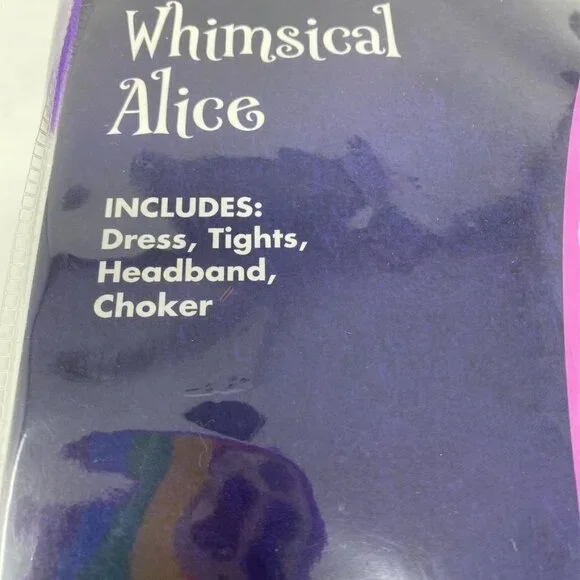 Whimsical
Alice
INCLUDES:
Dress, Tights,
Headband,
Choker